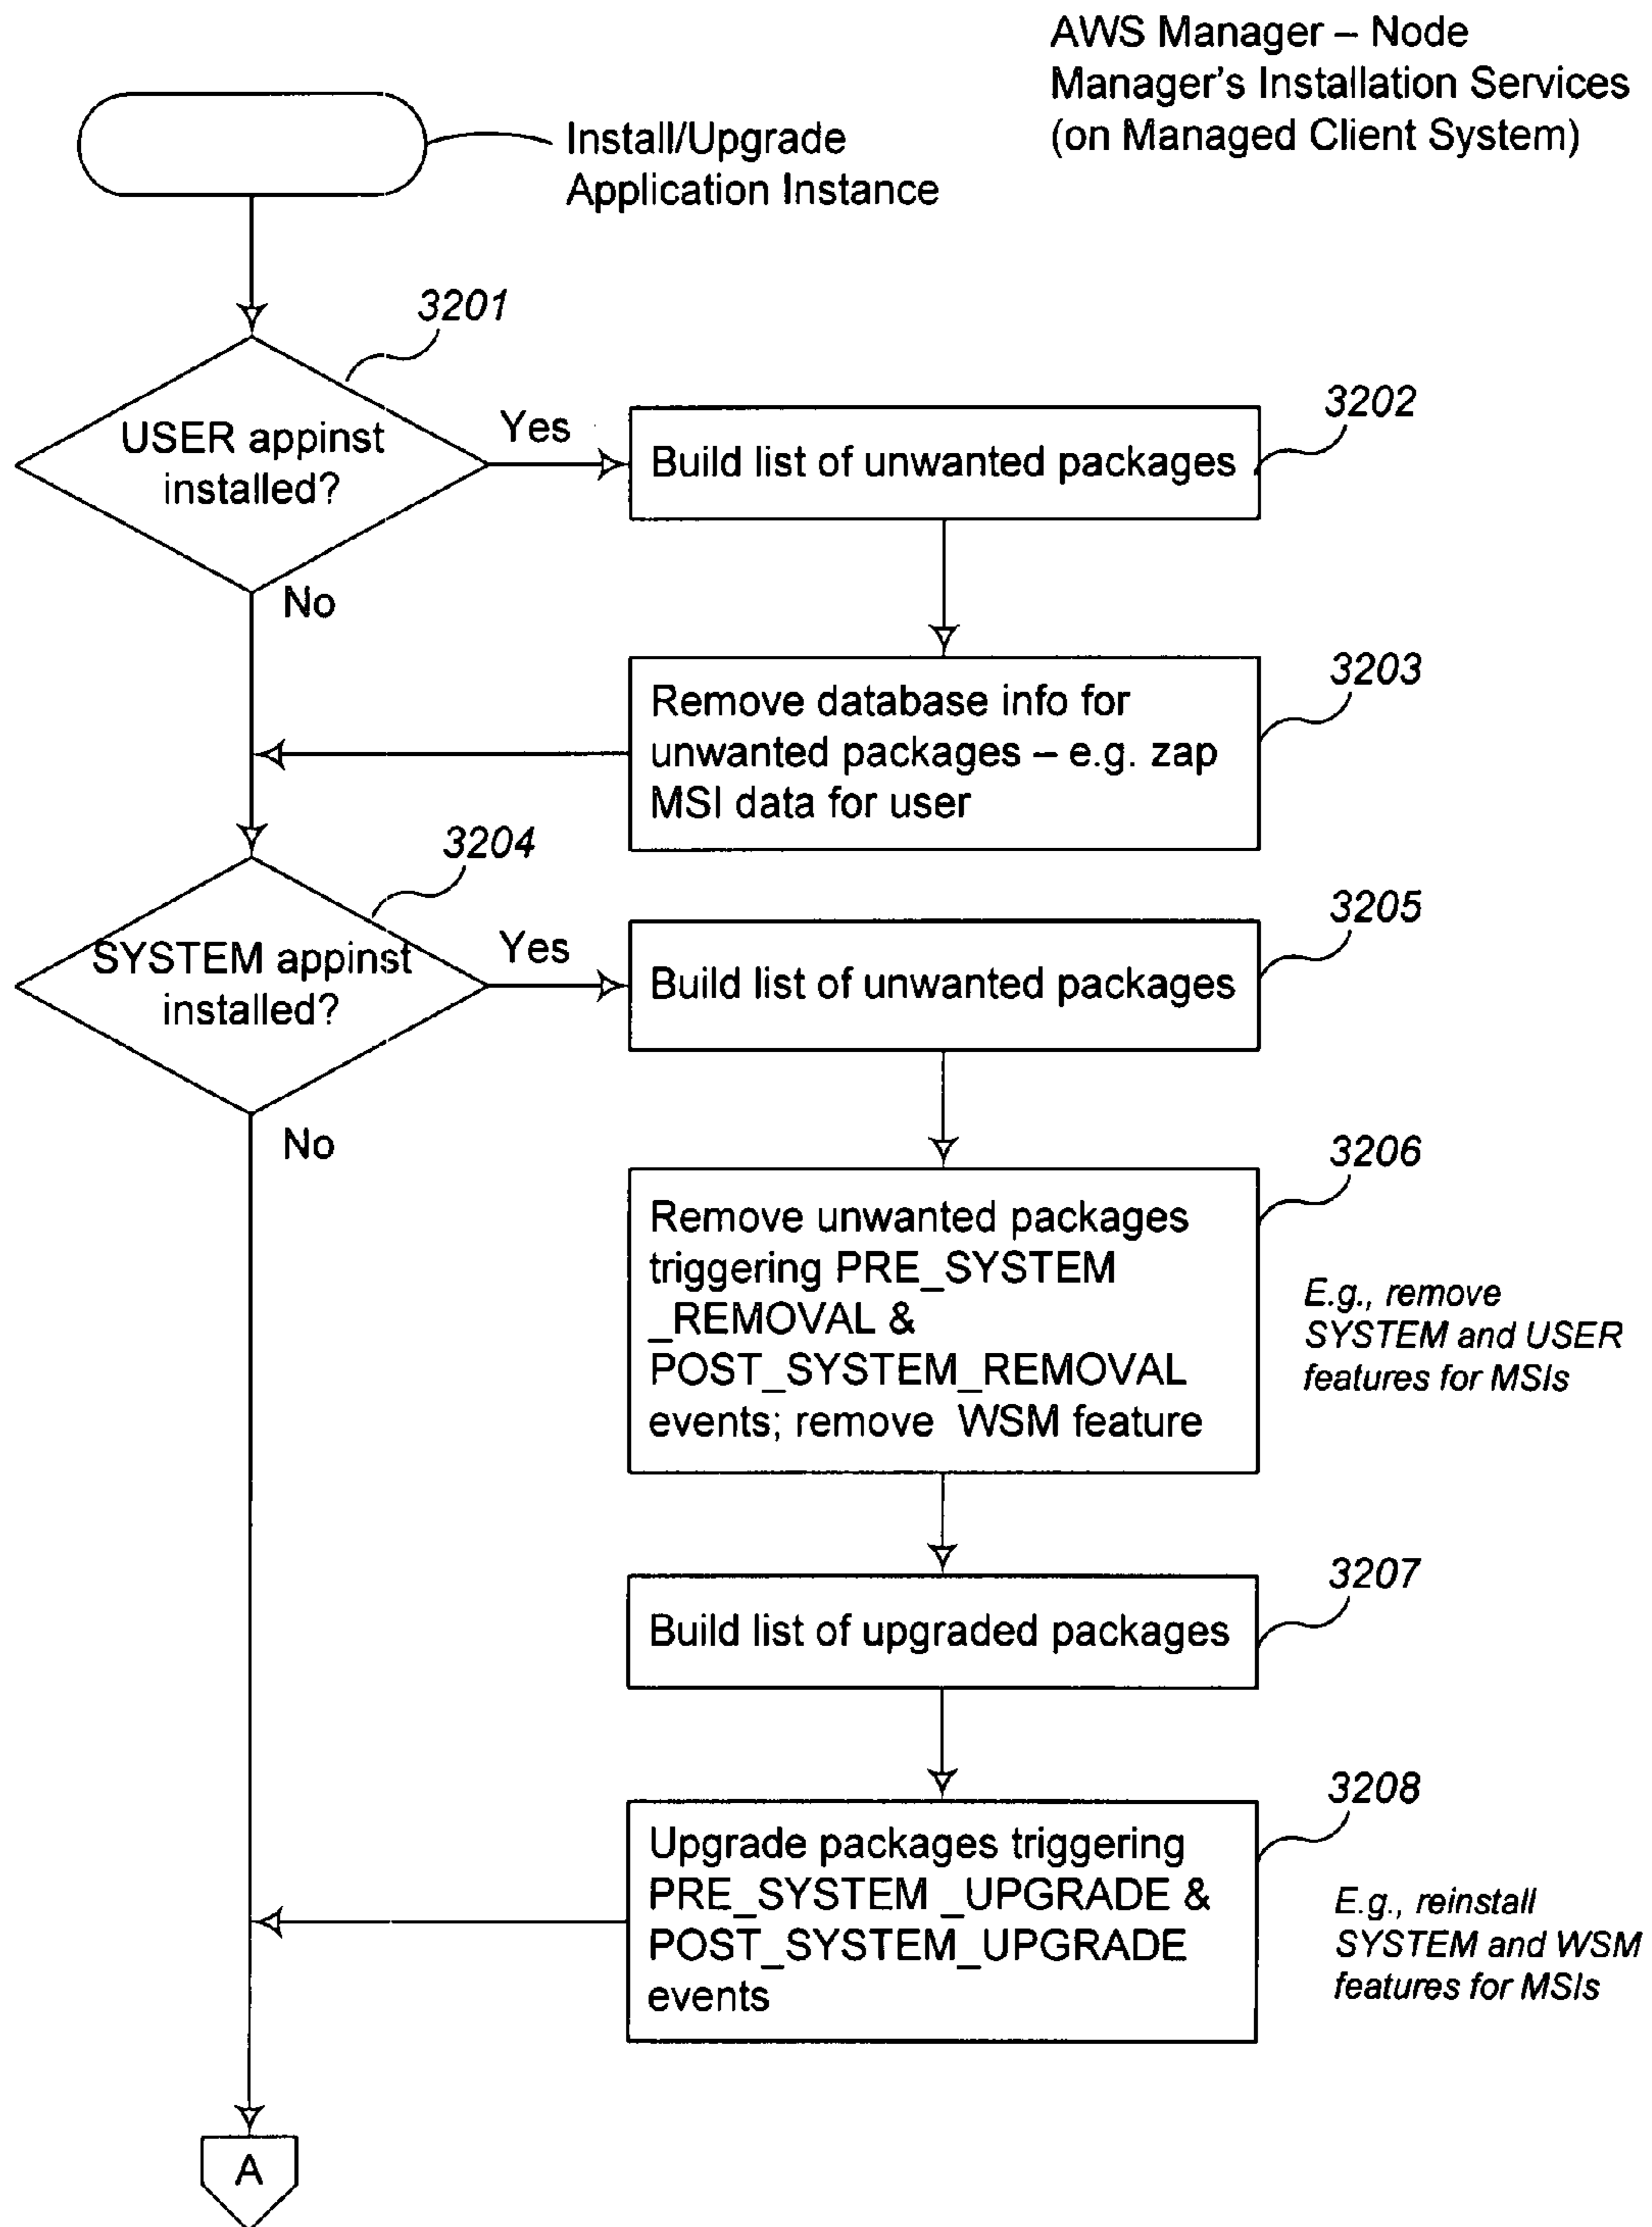 AWS Manager – Node
Manager's Installation Services
(on Managed Client System)
Install/Upgrade
Application Instance
3201
USER appinst
installed?
Yes
No
3202
Build list of unwanted packages
3203
Remove database info for
unwanted packages – e.g. zap
MSI data for user
3204
SYSTEM appinst
installed?
Yes
No
3205
Build list of unwanted packages
3206
Remove unwanted packages
triggering PRE_SYSTEM
_REMOVAL &
POST_SYSTEM_REMOVAL
events; remove WSM feature
E.g., remove
SYSTEM and USER
features for MSIs
3207
Build list of upgraded packages
3208
Upgrade packages triggering
PRE_SYSTEM _UPGRADE &
POST_SYSTEM_UPGRADE
events
E.g., reinstall
SYSTEM and WSM
features for MSIs
A